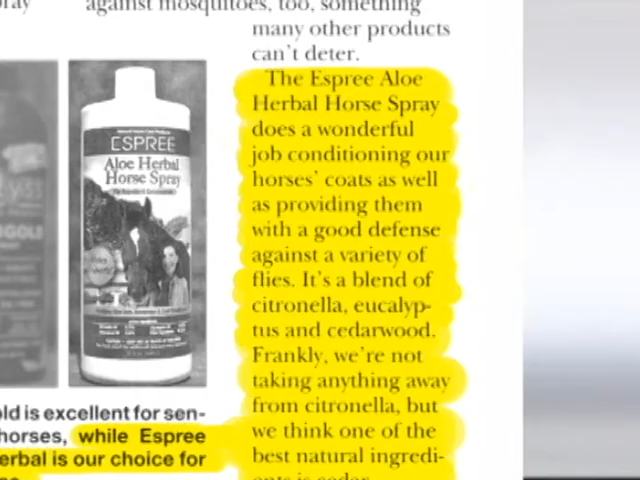 against mosquitoes, too, something
many other products
can't deter.
The Espree Aloe
Herbal Horse Spray
does a wonderful
job conditioning our
horses' coats as well
as providing them
with a good defense
against a variety of
flies. It's a blend of
citronella, eucalyp-
tus and cedarwood.
Frankly, we're not
taking anything away
from citronella, but
we think one of the
best natural ingredi-
ents is cedar
ESPREE
Aloe Herbal
Horse Spray
old is excellent for sen-
horses, while Espree
erbal is our choice for